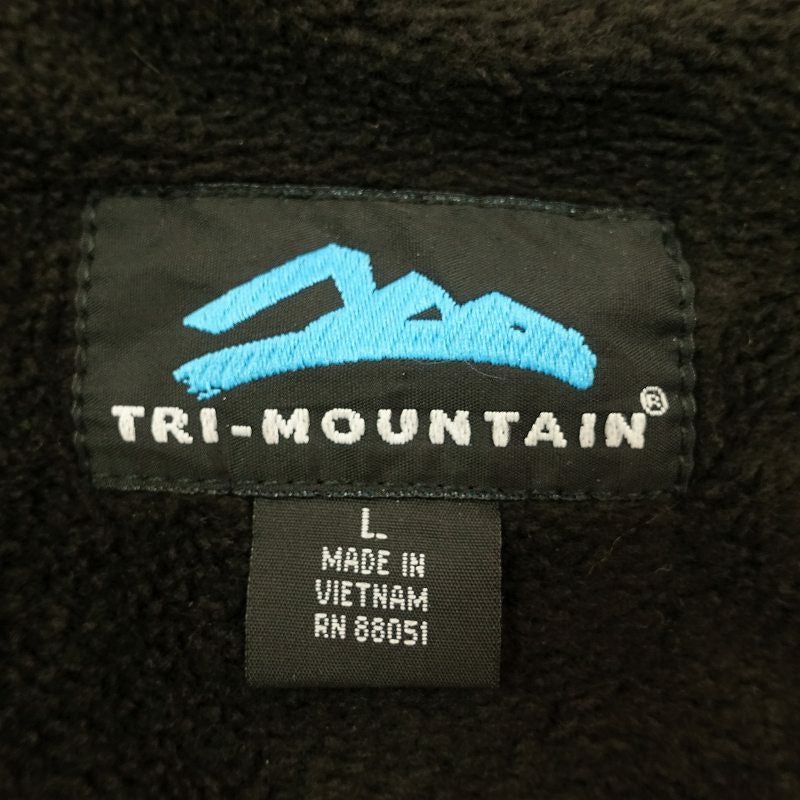 TRI-MOUNTAIN®
L
MADE IN
VIETNAM
RN 88051